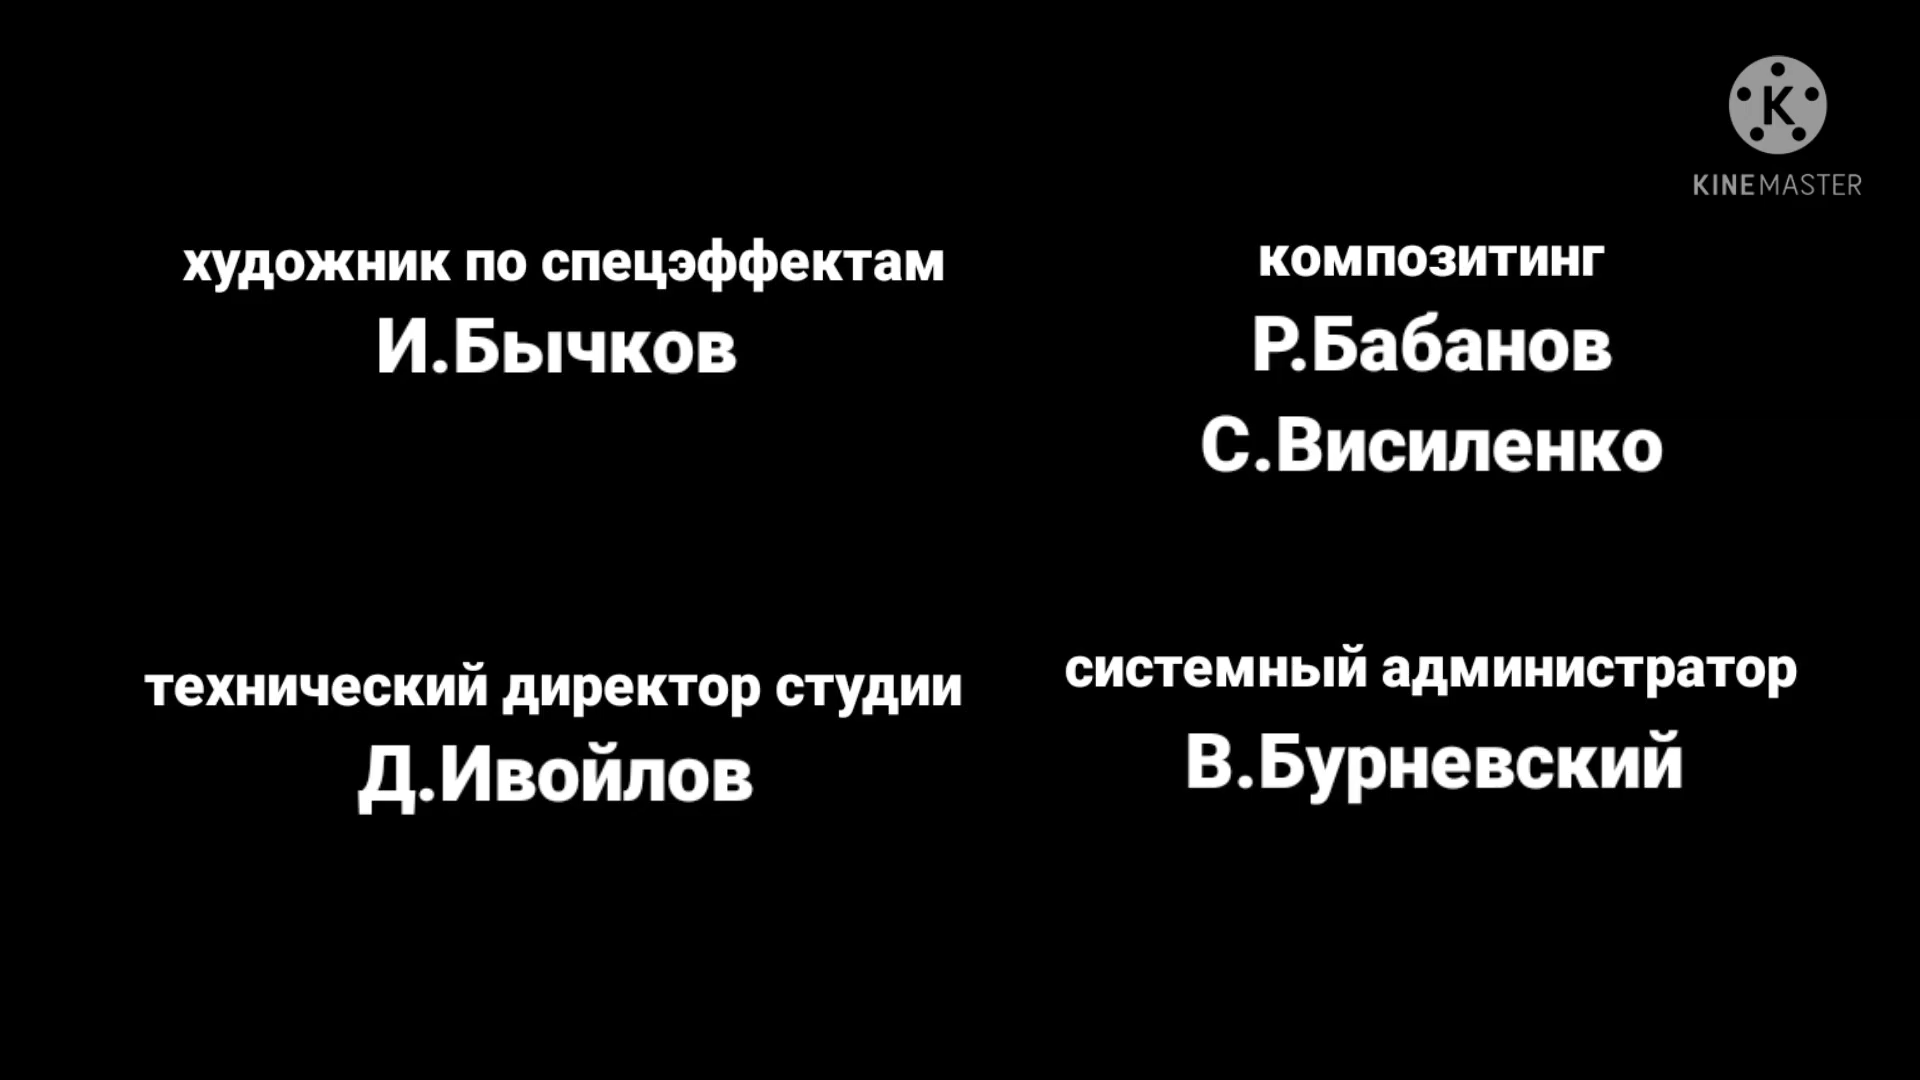 KINEMASTER
художник по спецэффектам
И.Бычков
композитинг
Р.Бабанов
С.Висиленко
технический директор студии
Д.Ивойлов
системный администратор
В.Бурневский